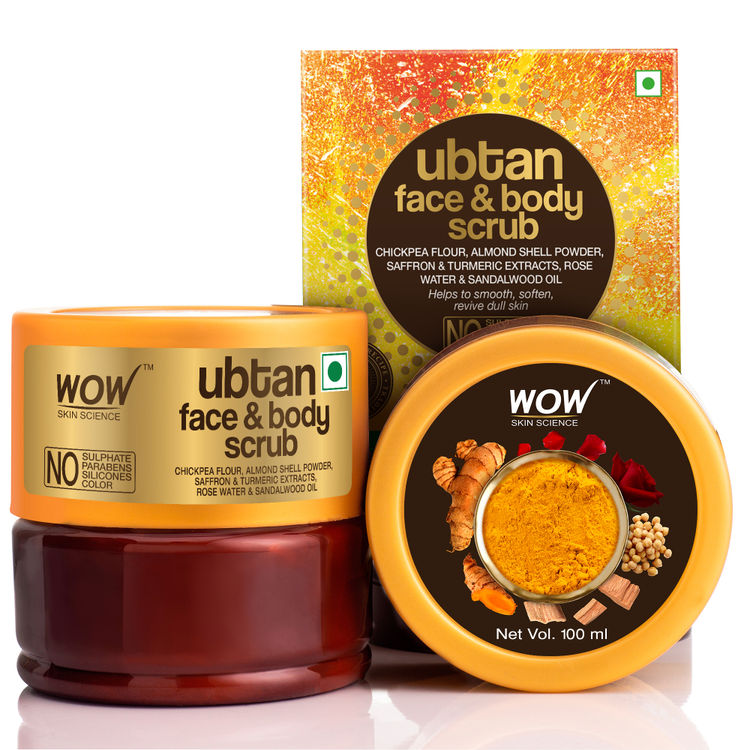 ubtan
face & body
scrub
CHICKPEA FLOUR, ALMOND SHELL POWDER,
SAFFRON & TURMERIC EXTRACTS, ROSE
WATER & SANDALWOOD OIL
Helps to smooth, soften,
revive dull skin
NO
WOW™
SKIN SCIENCE
NO
SULPHATE
PARABENS
SILICONES
COLOR
ubtan
face & body
scrub
CHICKPEA FLOUR, ALMOND SHELL POWDER,
SAFFRON & TURMERIC EXTRACTS,
ROSE WATER & SANDALWOOD OIL
WOW™
SKIN SCIENCE
Net Vol. 100 ml